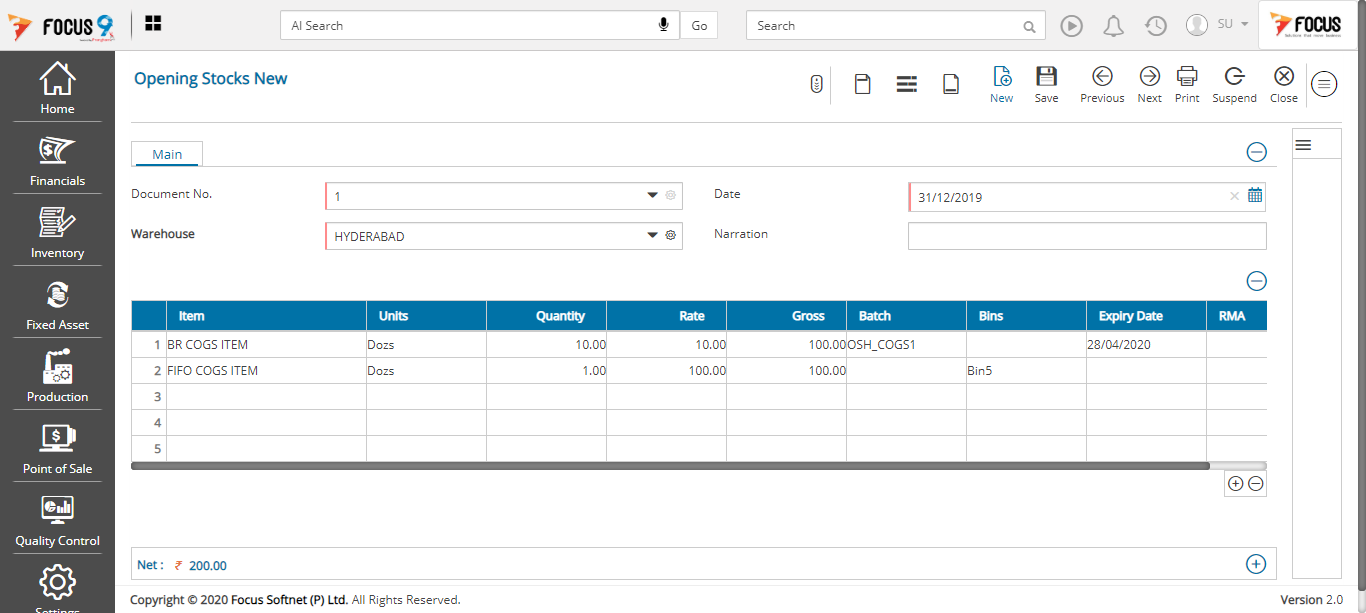 FOCUS 9
AI Search
Go
Search
SU
FOCUS
Home
Financials
Inventory
Fixed Asset
Production
Point of Sale
Quality Control
Settings
Opening Stocks New
New Save Previous Next Print Suspend Close
Main
Document No. 1 Date 31/12/2019
Warehouse HYDERABAD Narration
Item Units Quantity Rate Gross Batch Bins Expiry Date RMA
1 BR COGS ITEM Dozs 10.00 10.00 100.00 OSH_COGS1 28/04/2020
2 FIFO COGS ITEM Dozs 1.00 100.00 100.00 Bin5
3
4
5
Net : ₹ 200.00
Copyright © 2020 Focus Softnet (P) Ltd. All Rights Reserved. Version 2.0